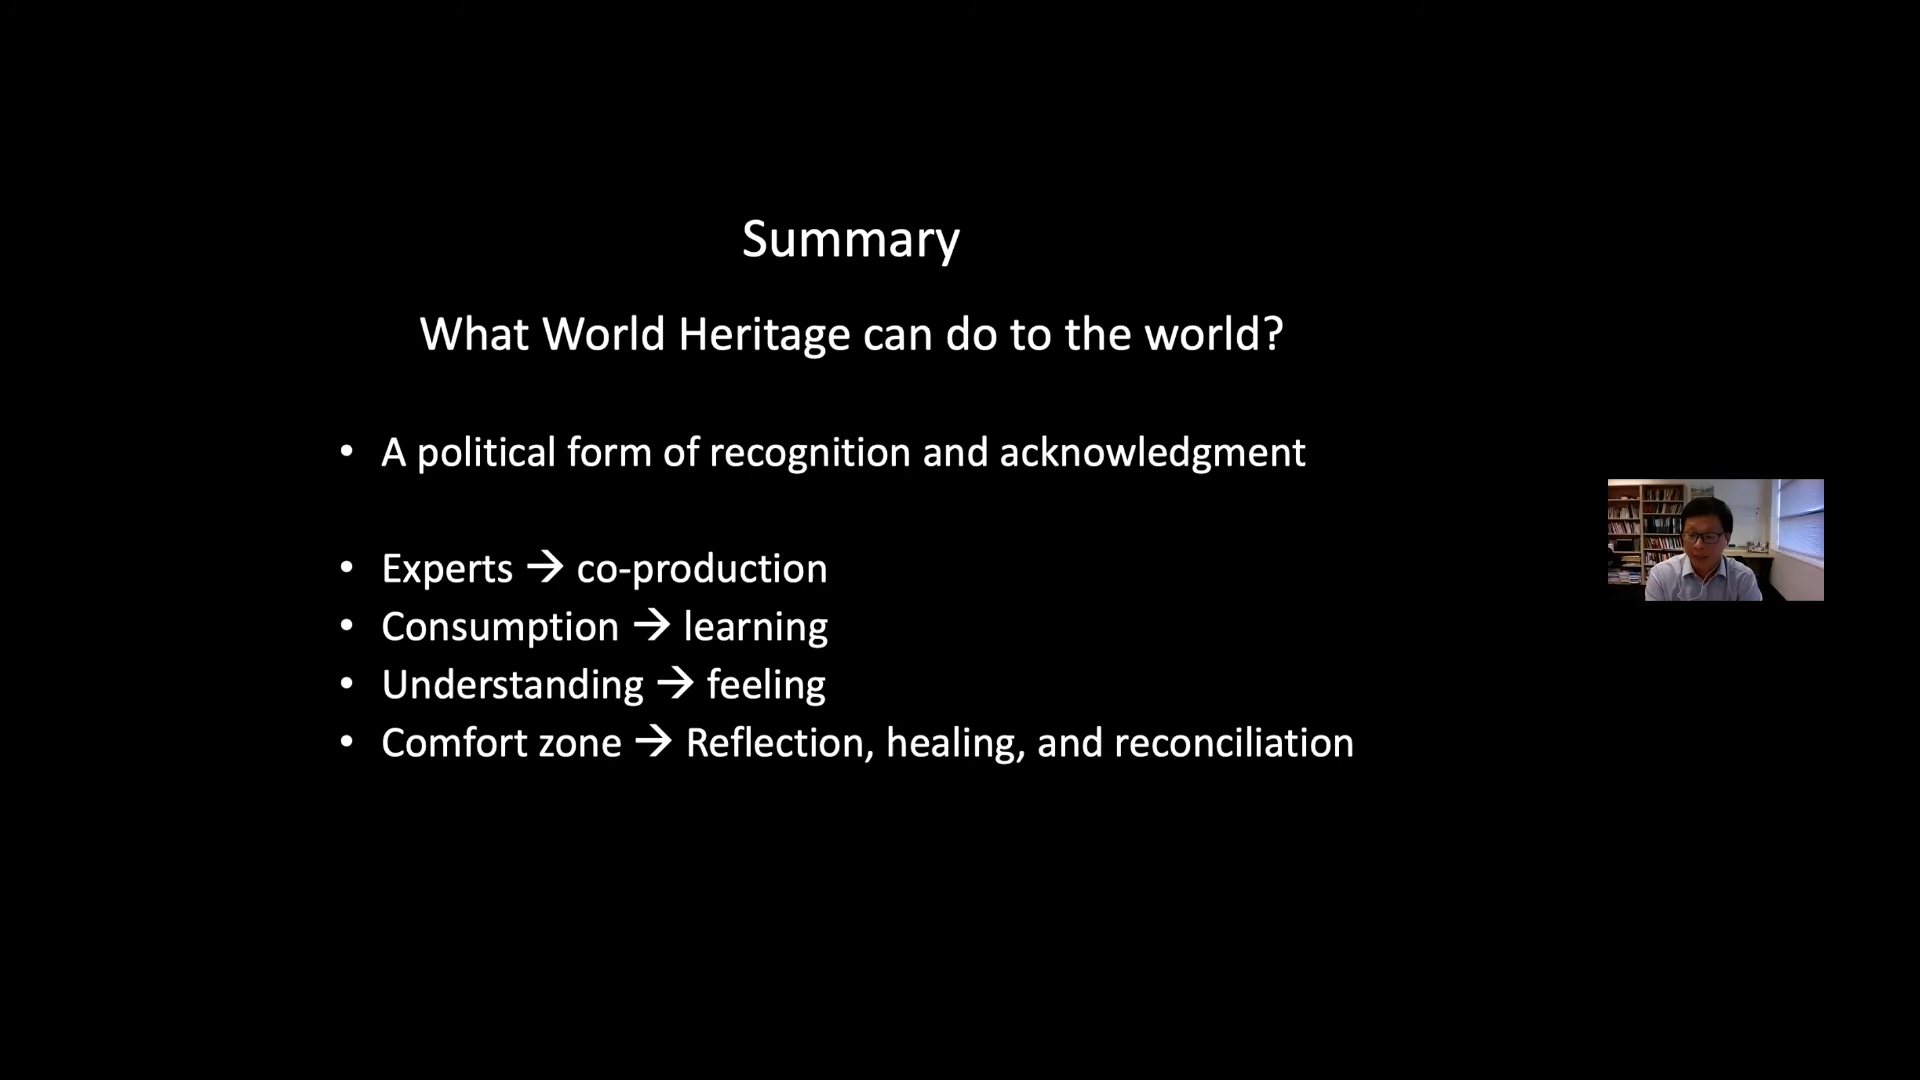 Summary
What World Heritage can do to the world?
• A political form of recognition and acknowledgment
• Experts → co-production
• Consumption → learning
• Understanding → feeling
• Comfort zone → Reflection, healing, and reconciliation